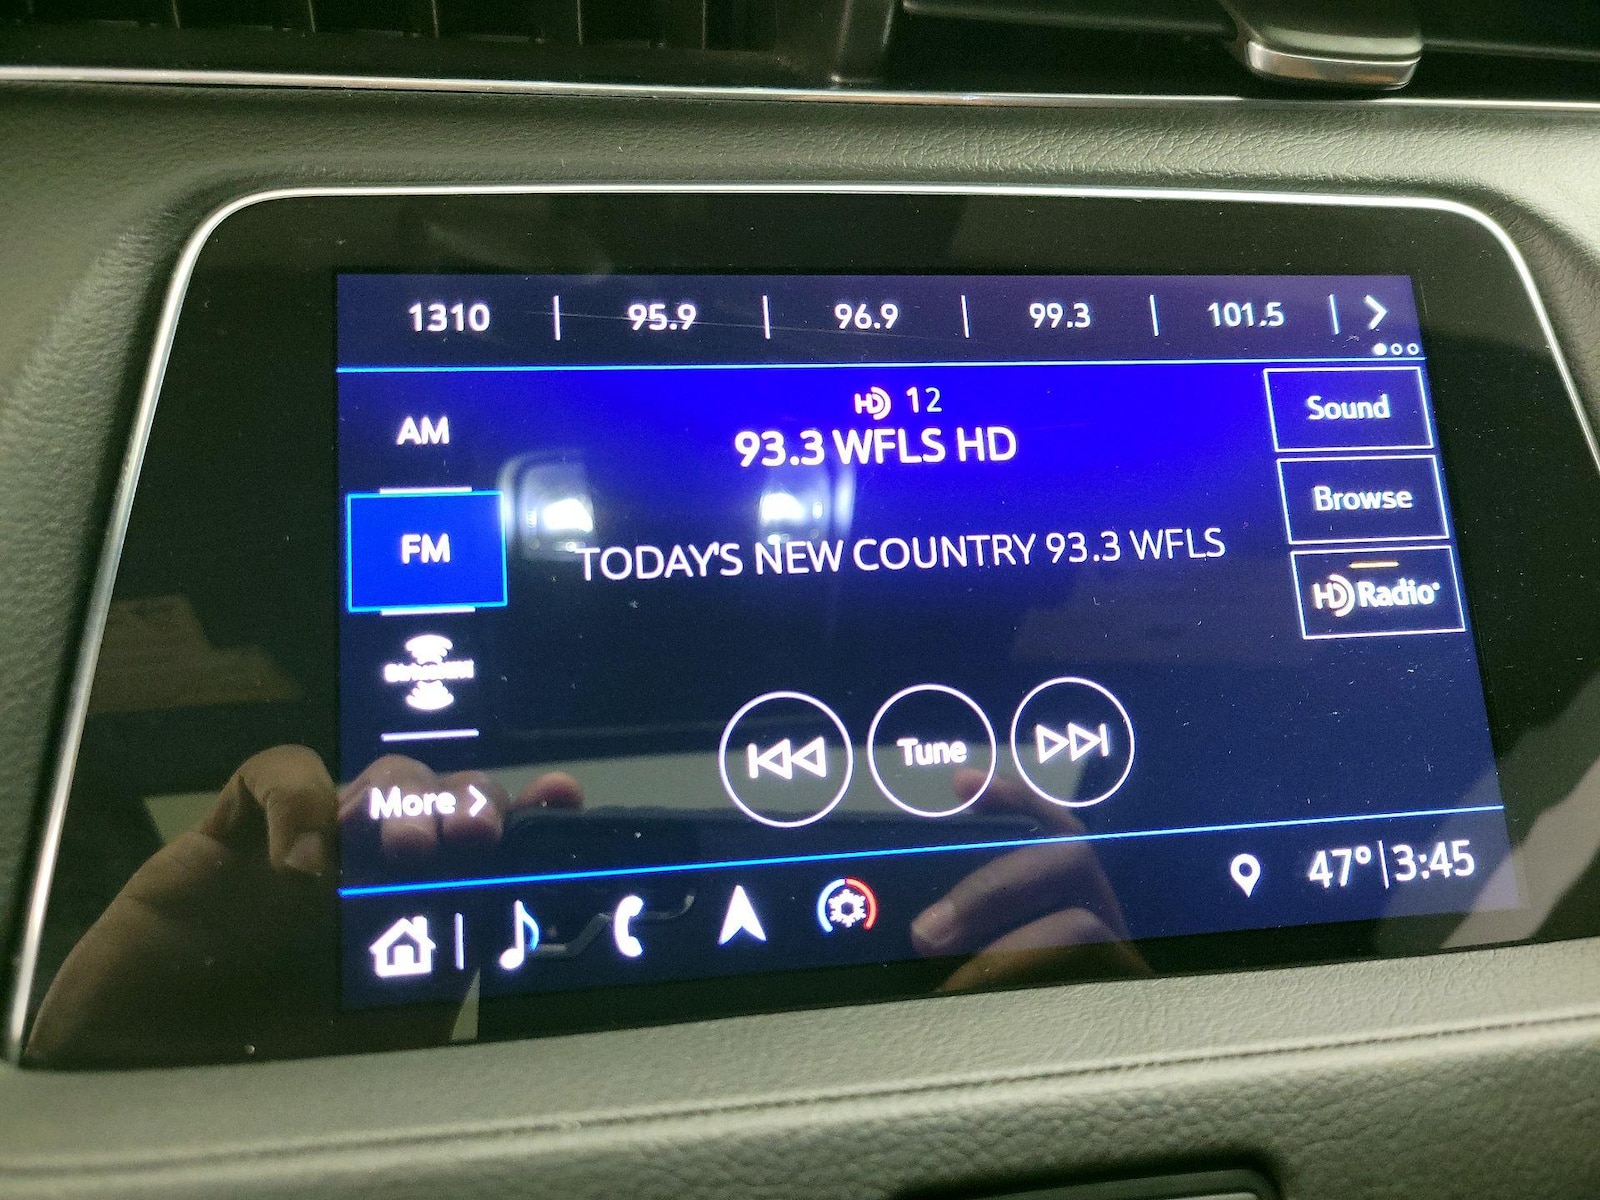 1310 | 95.9 | 96.9 | 99.3 | 101.5 |
AM
HD 12
93.3 WFLS HD
Sound
Browse
FM
TODAY'S NEW COUNTRY 93.3 WFLS
HD Radio
Tune
More
47° | 3:45